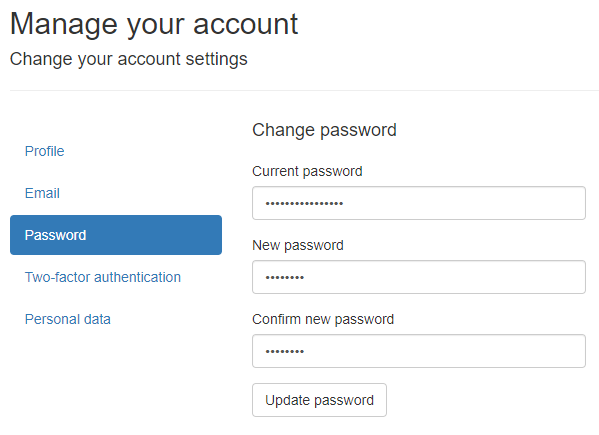 Manage your account
Change your account settings
Profile
Email
Password
Two-factor authentication
Personal data
Change password
Current password
••••••••••••••••
New password
••••••••
Confirm new password
••••••••
Update password